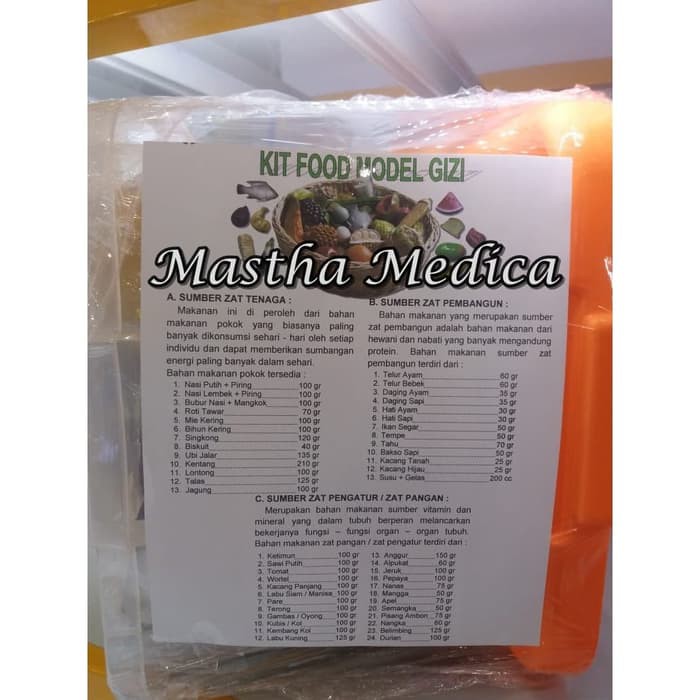 KIT FOOD MODEL GIZI
Mastha Medica
A. SUMBER ZAT TENAGA :
Makanan ini di peroleh dari bahan
makanan pokok yang biasanya paling
banyak dikonsumsi sehari - hari oleh setiap
individu dan dapat memberikan sumbangan
energi paling banyak dalam sehari.
Bahan makanan pokok tersedia :
1. Nasi Putih + Piring 100 gr
2. Nasi Lembek + Piring 100 gr
3. Bubur Nasi + Mangkok 100 gr
4. Roti Tawar 70 gr
5. Mie Kering 100 gr
6. Bihun Kering 100 gr
7. Singkong 120 gr
8. Biskuit 40 gr
9. Ubi Jalar 135 gr
10. Kentang 210 gr
11. Lontong 100 gr
12. Talas 125 gr
13. Jagung 100 gr
B. SUMBER ZAT PEMBANGUN :
Bahan makanan yang merupakan sumber
zat pembangun adalah bahan makanan dari
hewani dan nabati yang banyak mengandung
protein. Bahan makanan sumber zat
pembangun terdiri dari :
1. Telur Ayam 60 gr
2. Telur Bebek 60 gr
3. Daging Ayam 35 gr
4. Daging Sapi 35 gr
5. Hati Ayam 30 gr
6. Hati Sapi 30 gr
7. Ikan Segar 50 gr
8. Tempe 50 gr
9. Tahu 70 gr
10. Bakso Sapi 50 gr
11. Kacang Tanah 25 gr
12. Kacang Hijau 25 gr
13. Susu + Gelas 200 cc
C. SUMBER ZAT PENGATUR / ZAT PANGAN :
Merupakan bahan makanan sumber vitamin dan
mineral yang dalam tubuh berperan melancarkan
bekerjanya fungsi – fungsi organ – organ tubuh.
Bahan makanan zat pangan / zat pengatur terdiri dari :
1. Ketimun 100 gr
2. Sawi Putih 100 gr
3. Tomat 100 gr
4. Wortel 100 gr
5. Kacang Panjang 100 gr
6. Labu Siam / Manisa 100 gr
7. Pare 100 gr
8. Terong 100 gr
9. Gambas / Oyong 100 gr
10. Kubis / Kol 100 gr
11. Kembang Kol 100 gr
12. Labu Kuning 125 gr
13. Anggur 150 gr
14. Alpukat 60 gr
15. Jeruk 100 gr
16. Pepaya 100 gr
17. Nanas 75 gr
18. Mangga 50 gr
19. Apel 75 gr
20. Semangka 50 gr
21. Pisang Ambon 75 gr
22. Nangka 60 gr
23. Belimbing 125 gr
24. Durian 100 gr